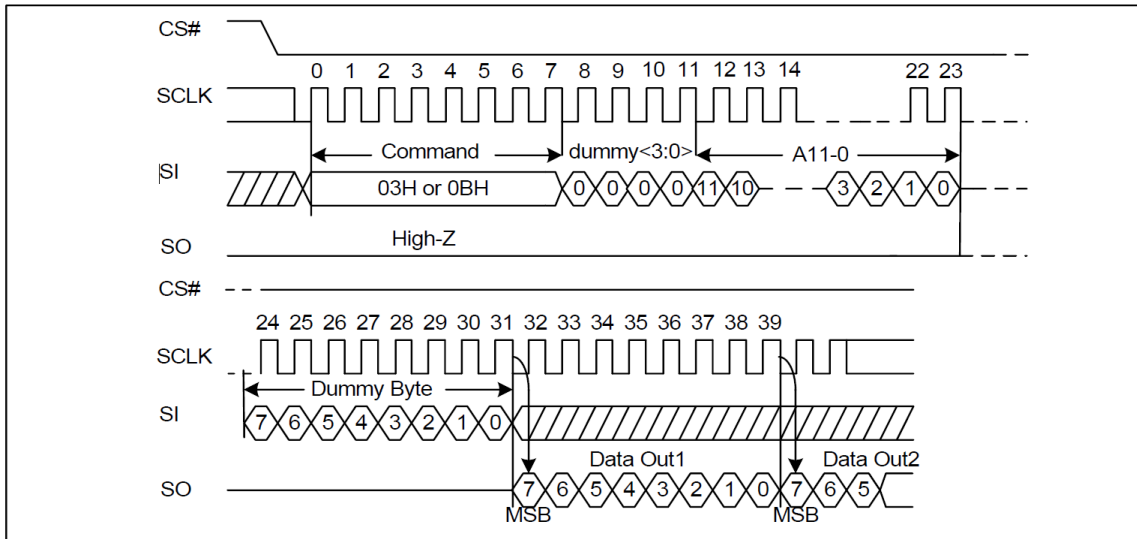 CS#
0 1 2 3 4 5 6 7 8 9 10 11 12 13 14 22 23
SCLK
Command dummy<3:0> A11-0
SI
03H or 0BH 0 0 0 0 11 10 3 2 1 0
High-Z
SO
CS#
24 25 26 27 28 29 30 31 32 33 34 35 36 37 38 39
SCLK
Dummy Byte
SI
7 6 5 4 3 2 1 0
Data Out1 Data Out2
SO
7 6 5 4 3 2 1 0 7 6 5
MSB MSB